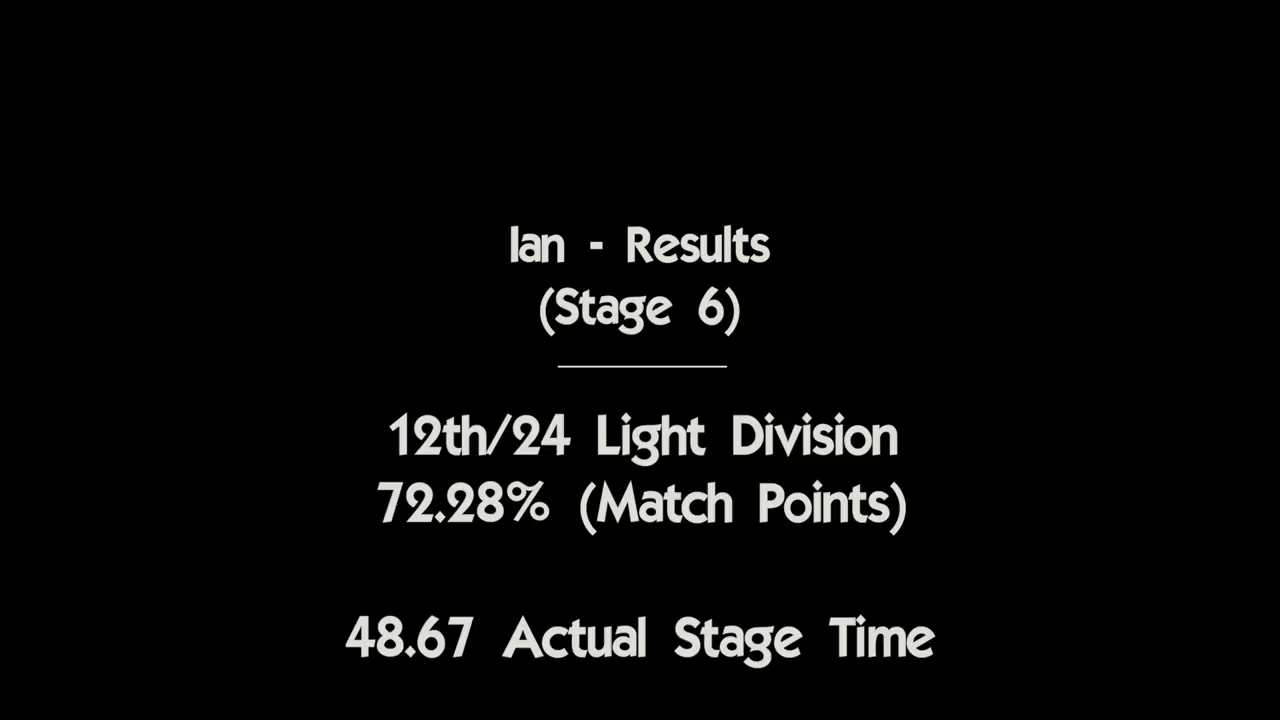 Ian - Results
(Stage 6)
12th/24 Light Division
72.28% (Match Points)
48.67 Actual Stage Time